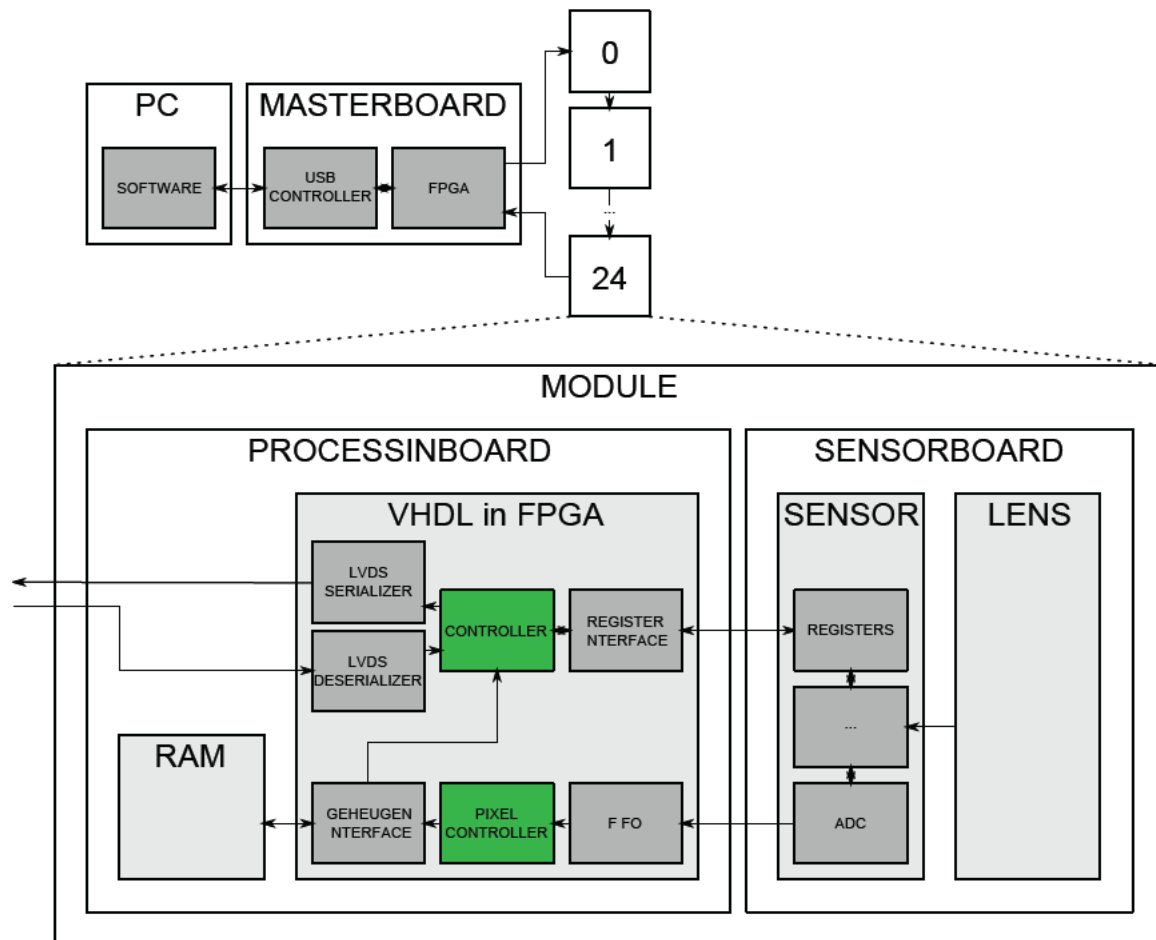 0
PC
MASTERBOARD
1
SOFTWARE
USB
CONTROLLER
FPGA
...
24
MODULE
PROCESSINBOARD
SENSORBOARD
VHDL in FPGA
SENSOR
LENS
LVDS
SERIALIZER
CONTROLLER
REGISTER
NTERFACE
REGISTERS
LVDS
DESERIALIZER
...
RAM
GEHEUGEN
NTERFACE
PIXEL
CONTROLLER
F FO
ADC